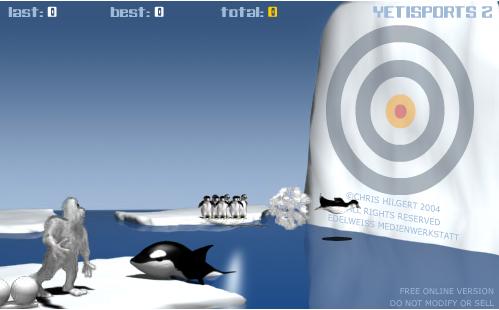 last: 0 best: 0 total: 0 YETISPORTS 2
©CHRIS HILGERT 2004
ALL RIGHTS RESERVED
EDELWEISS MEDIENWERKSTATT
FREE ONLINE VERSION
DO NOT MODIFY OR SELL